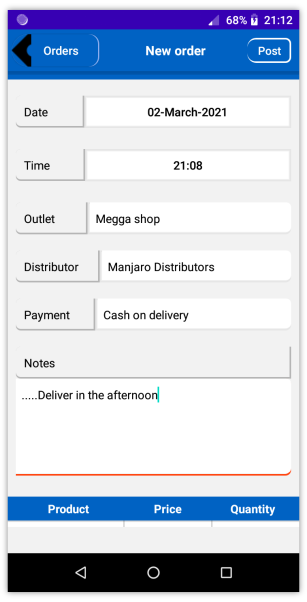 68% 21:12
Orders New order Post
Date 02-March-2021
Time 21:08
Outlet Megga shop
Distributor Manjaro Distributors
Payment Cash on delivery
Notes
.....Deliver in the afternoon
Product Price Quantity